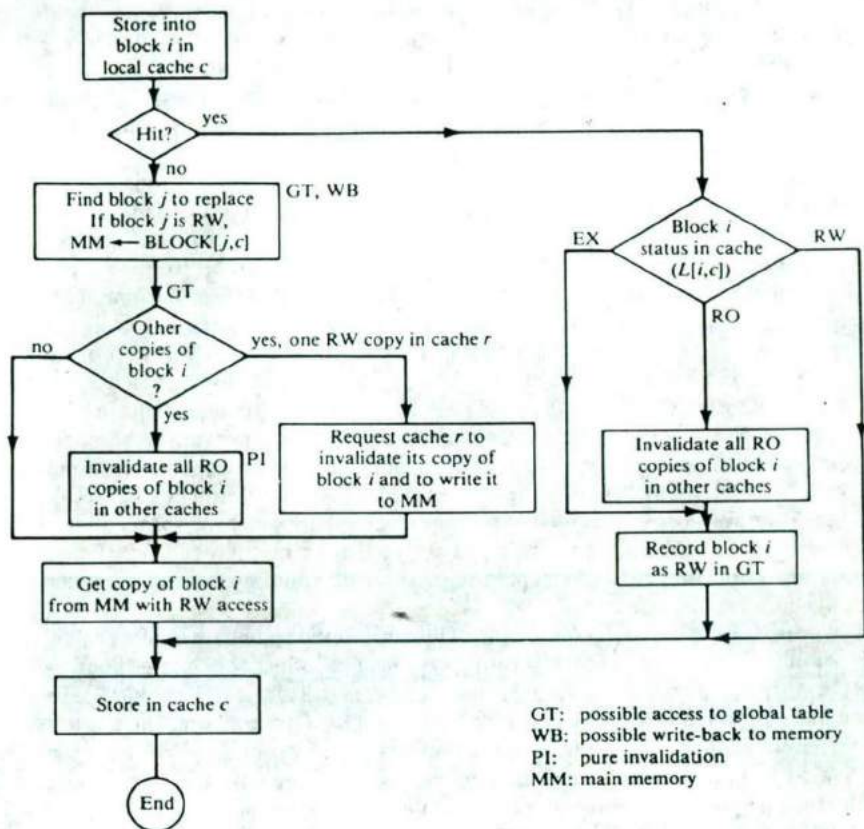 Store into
block i in
local cache c
yes
Hit?
no
Find block j to replace
If block j is RW,
MM ← BLOCK[j,c]
GT, WB
GT
Other
copies of
block i
?
no
yes, one RW copy in cache r
yes
Invalidate all RO
copies of block i
in other caches
PI
Request cache r to
invalidate its copy of
block i and to write it
to MM
Get copy of block i
from MM with RW access
Store in cache c
End
Block i
status in cache
(L[i,c])
EX
RW
RO
Invalidate all RO
copies of block i
in other caches
Record block i
as RW in GT
GT: possible access to global table
WB: possible write-back to memory
PI: pure invalidation
MM: main memory